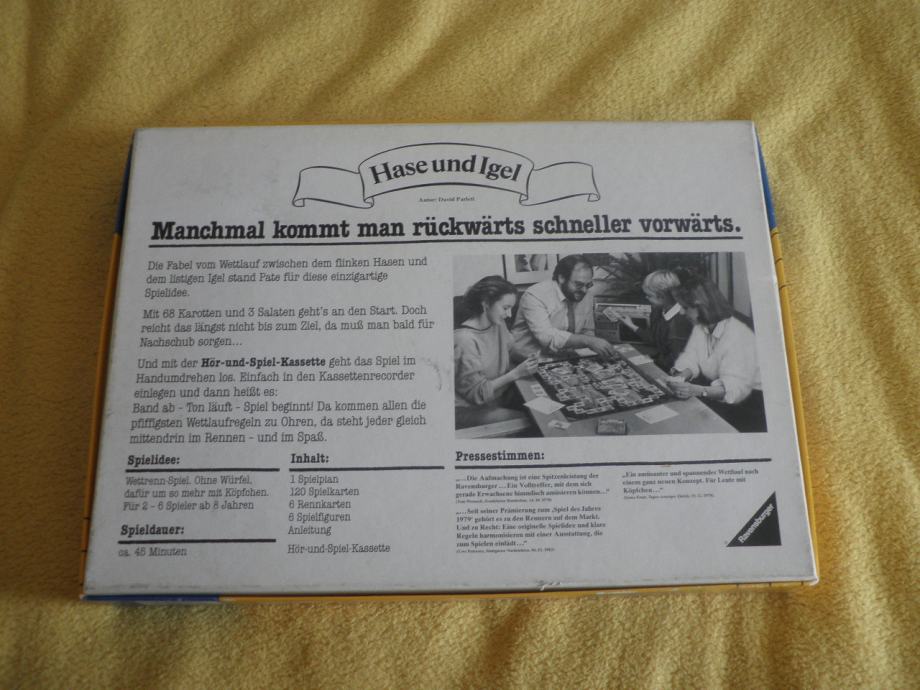 Hase und Igel
Autor: David Parlett
Manchmal kommt man rückwärts schneller vorwärts.
Die Fabel vom Wettlauf zwischen dem flinken Hasen und
dem listigen Igel stand Pate für diese einzigartige
Spielidee.
Mit 68 Karotten und 3 Salaten geht's an den Start. Doch
reicht das längst nicht bis zum Ziel, da muß man bald für
Nachschub sorgen...
Und mit der Hör-und-Spiel-Kassette geht das Spiel im
Handumdrehen los. Einfach in den Kassettenrecorder
einlegen und dann heißt es:
Band ab - Ton läuft - Spiel beginnt! Da kommen allen die
pfiffigsten Wettlaufregeln zu Ohren, da steht jeder gleich
mittendrin im Rennen - und im Spaß.
Spielidee:
Wettrenn-Spiel. Ohne Würfel,
dafür um so mehr mit Köpfchen.
Für 2 - 6 Spieler ab 8 Jahren
Spieldauer:
ca. 45 Minuten
Inhalt:
1 Spielplan
120 Spielkarten
6 Rennkarten
6 Spielfiguren
Anleitung
Hör-und-Spiel-Kassette
Pressestimmen:
„...Die Aufmachung ist eine Spitzenleistung der
Ravensburger ... Ein Volltreffer, mit dem sich
gerade Erwachsene himmlisch amüsieren können..."
„...Seit seiner Prämierung zum ‚Spiel des Jahres
1979' gehört es zu den Rennern auf dem Markt.
Und zu Recht: Eine originelle Spielidee und klare
Regeln harmonisieren mit einer Ausstattung, die
zum Spielen einlädt..."
„Ein amüsanter und spannender Wettlauf nach
einem ganz neuen Konzept. Für Leute mit
Köpfchen..."
Ravensburger